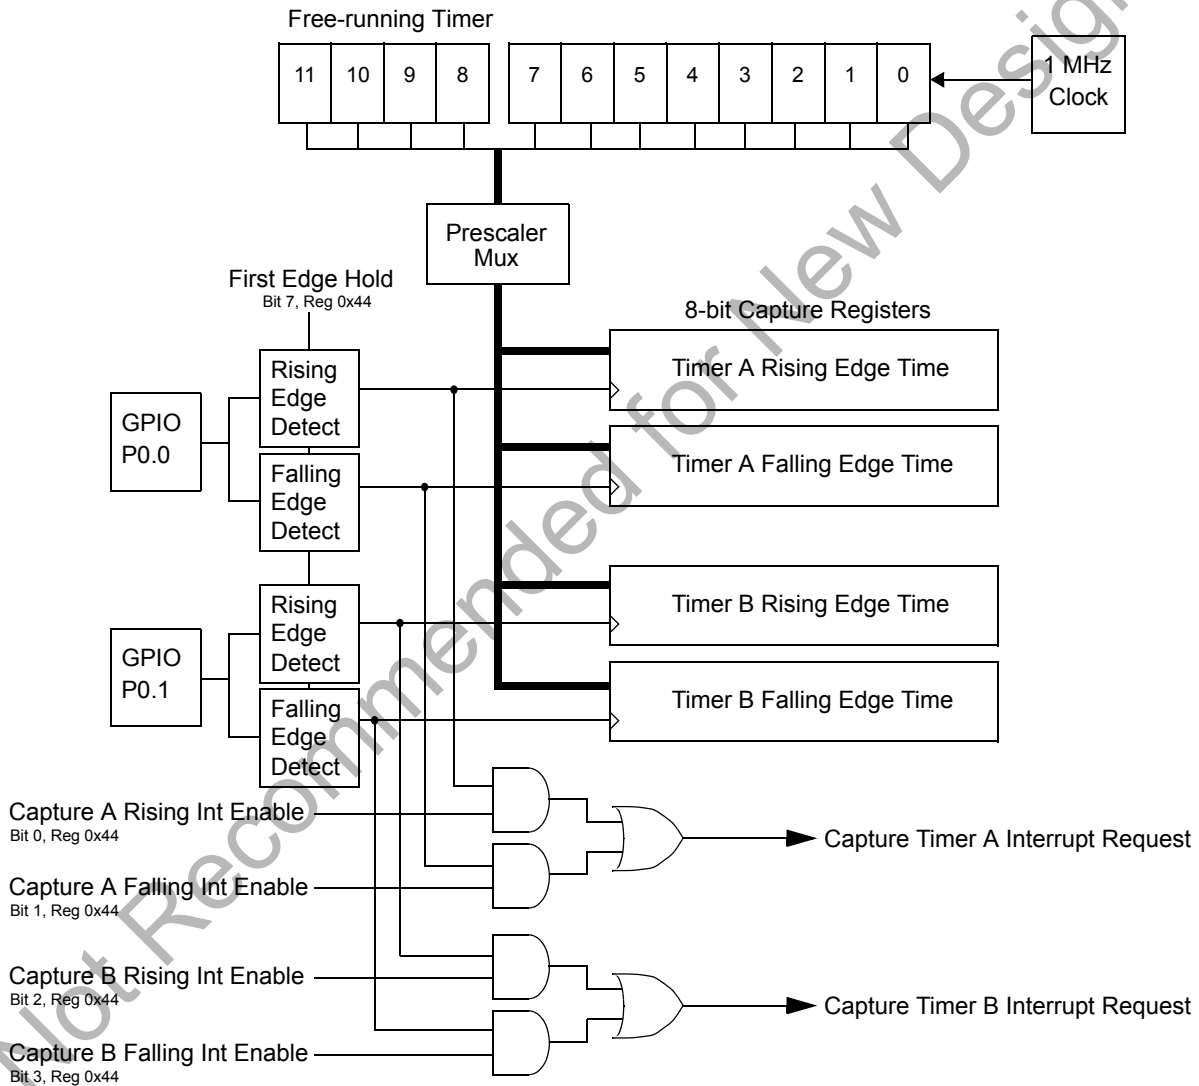 Free-running Timer
11 10 9 8 7 6 5 4 3 2 1 0
1 MHz
Clock
Prescaler
Mux
First Edge Hold
Bit 7, Reg 0x44
8-bit Capture Registers
Rising
Edge
Detect
Timer A Rising Edge Time
GPIO
P0.0
Falling
Edge
Detect
Timer A Falling Edge Time
Rising
Edge
Detect
Timer B Rising Edge Time
GPIO
P0.1
Falling
Edge
Detect
Timer B Falling Edge Time
Capture A Rising Int Enable
Bit 0, Reg 0x44
Capture Timer A Interrupt Request
Capture A Falling Int Enable
Bit 1, Reg 0x44
Capture B Rising Int Enable
Bit 2, Reg 0x44
Capture Timer B Interrupt Request
Capture B Falling Int Enable
Bit 3, Reg 0x44
Not Recommended for New Design